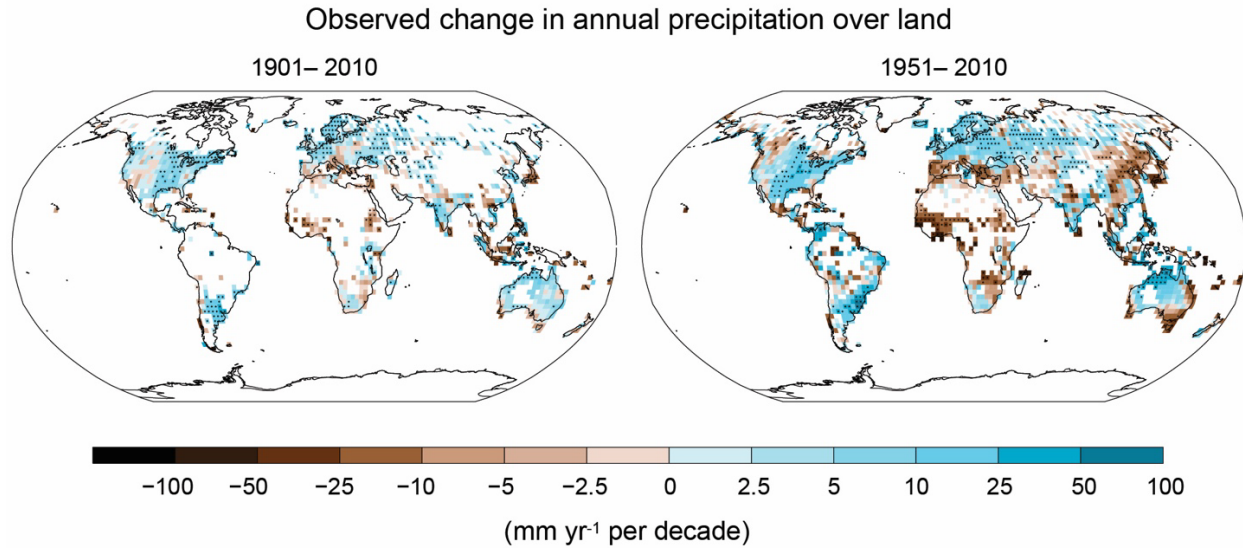 Observed change in annual precipitation over land
1901– 2010
1951– 2010
−100 −50 −25 −10 −5 −2.5 0 2.5 5 10 25 50 100
(mm yr⁻¹ per decade)